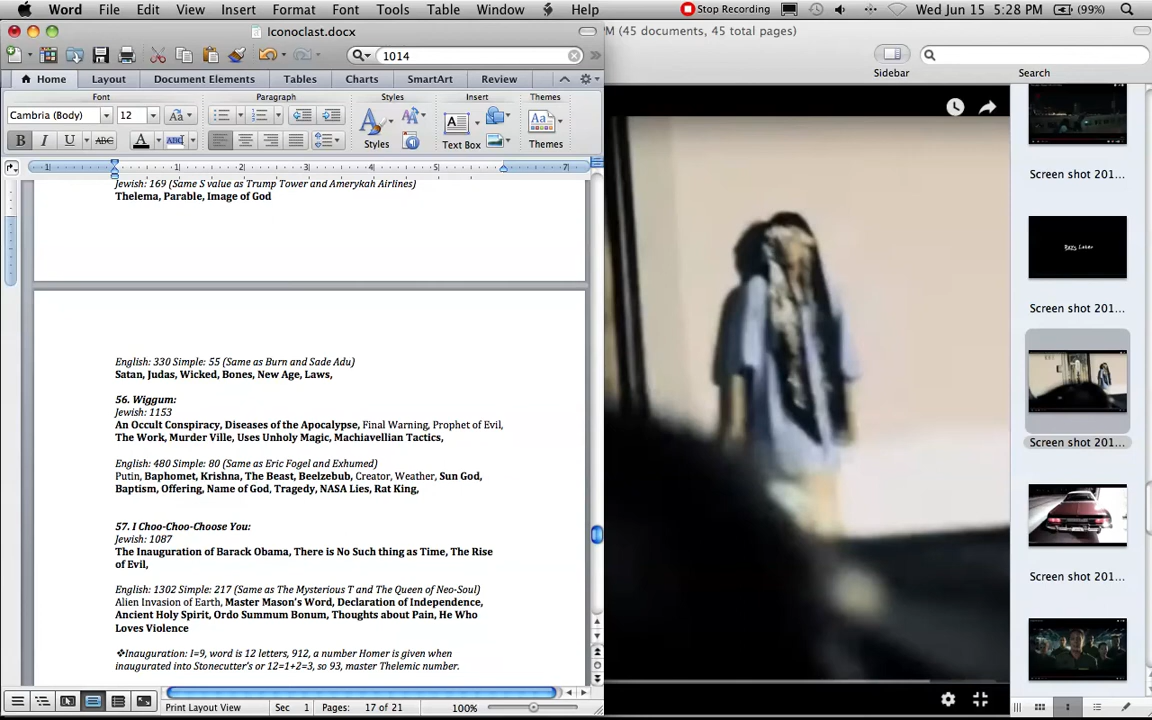 Word File Edit View Insert Format Font Tools Table Window Help Stop Recording Wed Jun 15 5:28 PM (99%)
Iconoclast.docx
PM (45 documents, 45 total pages)
1014
Sidebar Search
Home Layout Document Elements Tables Charts SmartArt Review
Font Paragraph Styles Insert Themes
Cambria (Body) 12
B I U ABC A ABC
Styles Text Box Themes
1 1 2 3 4 5 6 7
Jewish: 169 (Same S value as Trump Tower and Amerykah Airlines)
Thelema, Parable, Image of God
English: 330 Simple: 55 (Same as Burn and Sade Adu)
Satan, Judas, Wicked, Bones, New Age, Laws,
56. Wiggum:
Jewish: 1153
An Occult Conspiracy, Diseases of the Apocalypse, Final Warning, Prophet of Evil,
The Work, Murder Ville, Uses Unholy Magic, Machiavellian Tactics,
English: 480 Simple: 80 (Same as Eric Fogel and Exhumed)
Putin, Baphomet, Krishna, The Beast, Beelzebub, Creator, Weather, Sun God,
Baptism, Offering, Name of God, Tragedy, NASA Lies, Rat King,
57. I Choo-Choo-Choose You:
Jewish: 1087
The Inauguration of Barack Obama, There is No Such thing as Time, The Rise
of Evil,
English: 1302 Simple: 217 (Same as The Mysterious T and The Queen of Neo-Soul)
Alien Invasion of Earth, Master Mason's Word, Declaration of Independence,
Ancient Holy Spirit, Ordo Summum Bonum, Thoughts about Pain, He Who
Loves Violence
❖Inauguration: I=9, word is 12 letters, 912, a number Homer is given when
inaugurated into Stonecutter's or 12=1+2=3, so 93, master Thelemic number.
Print Layout View Sec 1 Pages: 17 of 21 100%
Screen shot 201...
Screen shot 201...
Screen shot 201...
Screen shot 201...